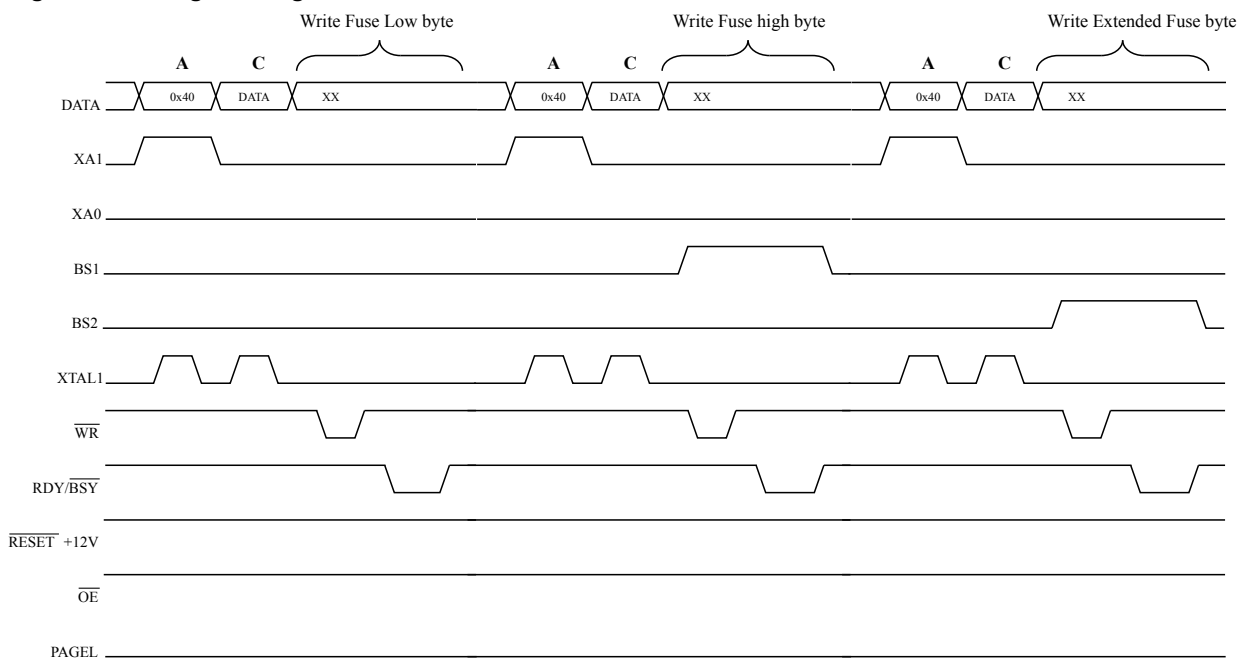 Write Fuse Low byte Write Fuse high byte Write Extended Fuse byte
A C A C A C
DATA 0x40 DATA XX 0x40 DATA XX 0x40 DATA XX
XA1
XA0
BS1
BS2
XTAL1
WR
RDY/BSY
RESET +12V
OE
PAGEL